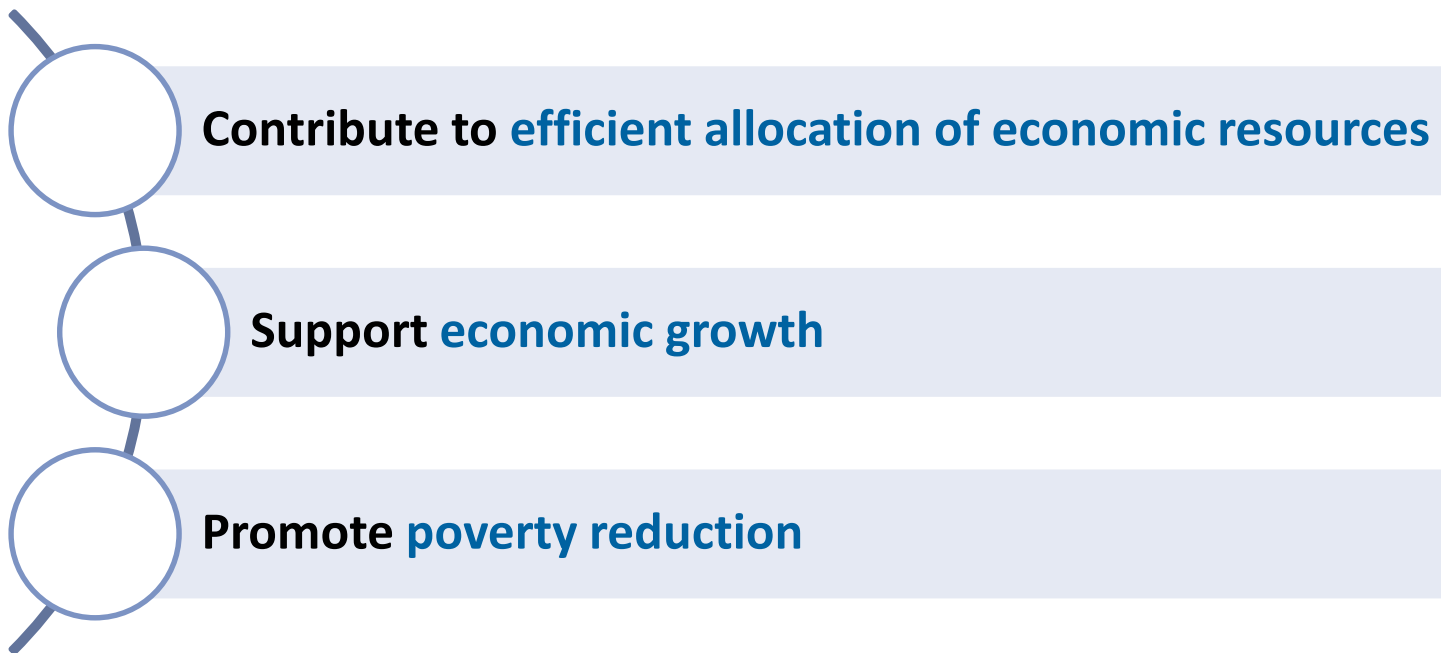 Contribute to efficient allocation of economic resources
Support economic growth
Promote poverty reduction